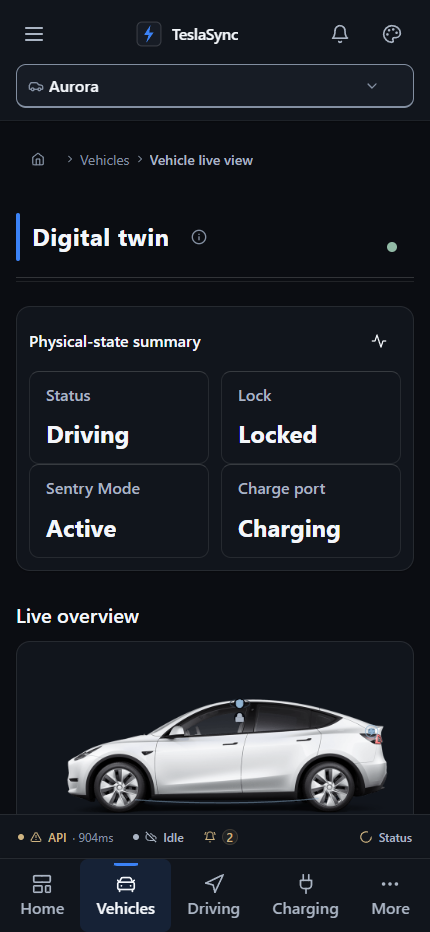 TeslaSync
Aurora
Vehicles
Vehicle live view
Digital twin
Physical-state summary
Status
Lock
Driving
Locked
Sentry Mode
Charge port
Active
Charging
Live overview
API · 904ms
Idle
2
Status
Home
Vehicles
Driving
Charging
More